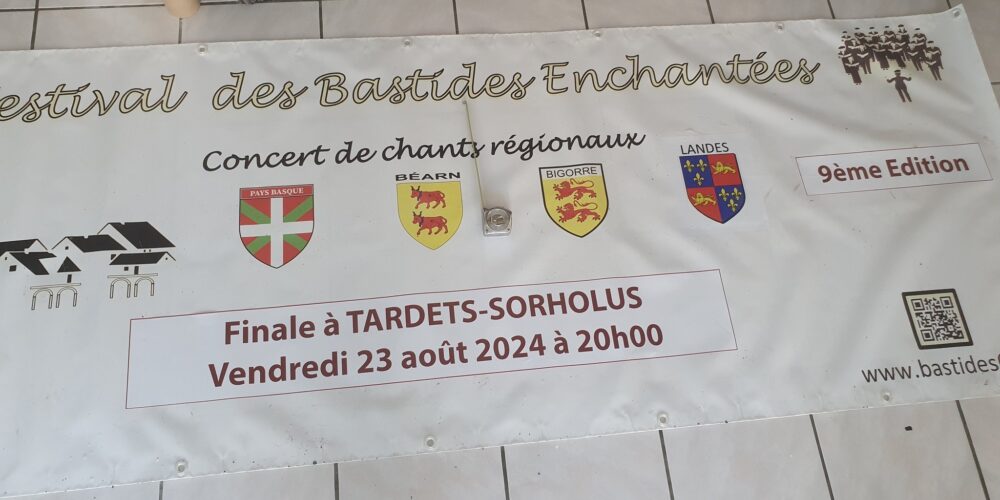 estival des Bastides Enchantées
Concert de chants régionaux
PAYS BASQUE
BÉARN
BIGORRE
LANDES
9ème Edition
Finale à TARDETS-SORHOLUS
Vendredi 23 août 2024 à 20h00
www.bastides